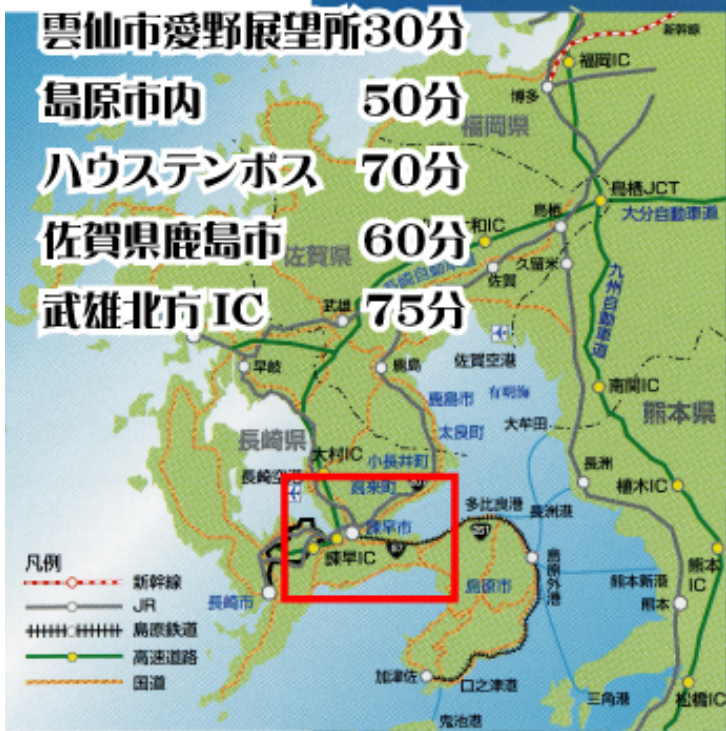 雲仙市愛野展望所30分
島原市内 50分
ハウステンボス 70分
佐賀県鹿島市 60分
武雄北方IC 75分
新幹線
福岡IC
博多
福岡県
鳥栖JCT
大分自動車道
鳥栖
和IC
佐賀県
佐賀
久留米
九州自動車道
武雄
早岐
鹿島
佐賀空港
有明海
鹿島市
太良町
大牟田
南関IC
熊本県
長崎県
大村IC
小長井町
長崎空港
高来町
長洲
植木IC
多比良港
長洲港
諫早市
諫早IC
57
251
島原市
島原外港
熊本IC
熊本新港
熊本
長崎市
加津佐
口之津港
鬼池港
三角港
松橋IC
凡例
新幹線
JR
島原鉄道
高速道路
国道